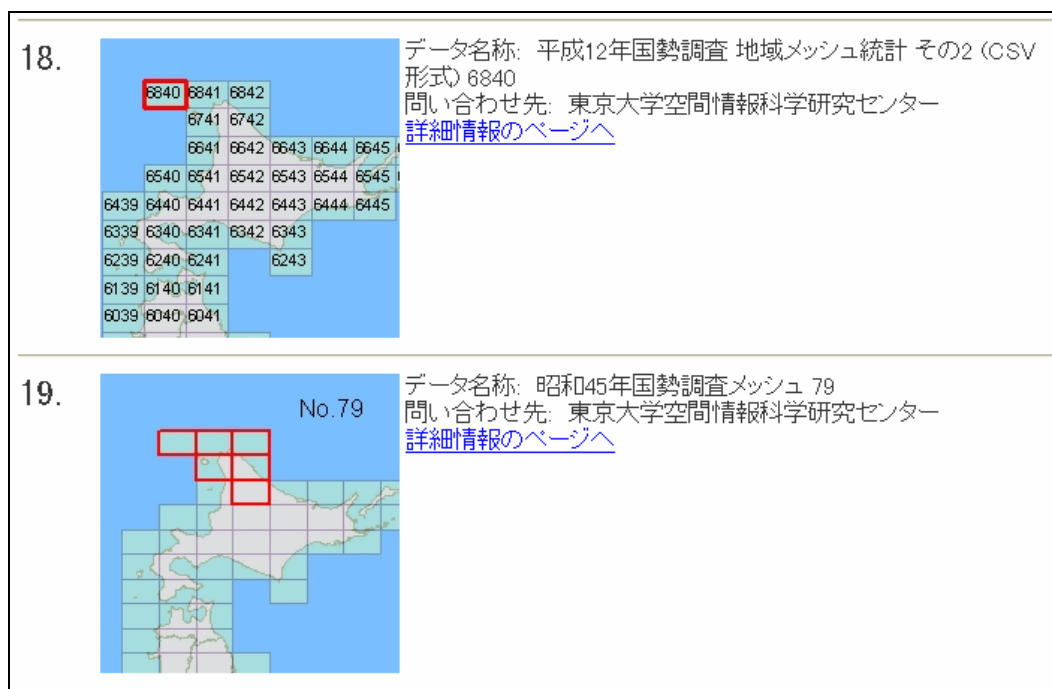 18.
データ名称: 平成12年国勢調査 地域メッシュ統計 その2 (CSV
形式) 6840
問い合わせ先: 東京大学空間情報科学研究センター
詳細情報のページへ
6840 6841 6842
6741 6742
6641 6642 6643 6644 6645
6540 6541 6542 6543 6544 6545
6439 6440 6441 6442 6443 6444 6445
6339 6340 6341 6342 6343
6239 6240 6241 6243
6139 6140 6141
6039 6040 6041
19.
No.79
データ名称: 昭和45年国勢調査メッシュ 79
問い合わせ先: 東京大学空間情報科学研究センター
詳細情報のページへ